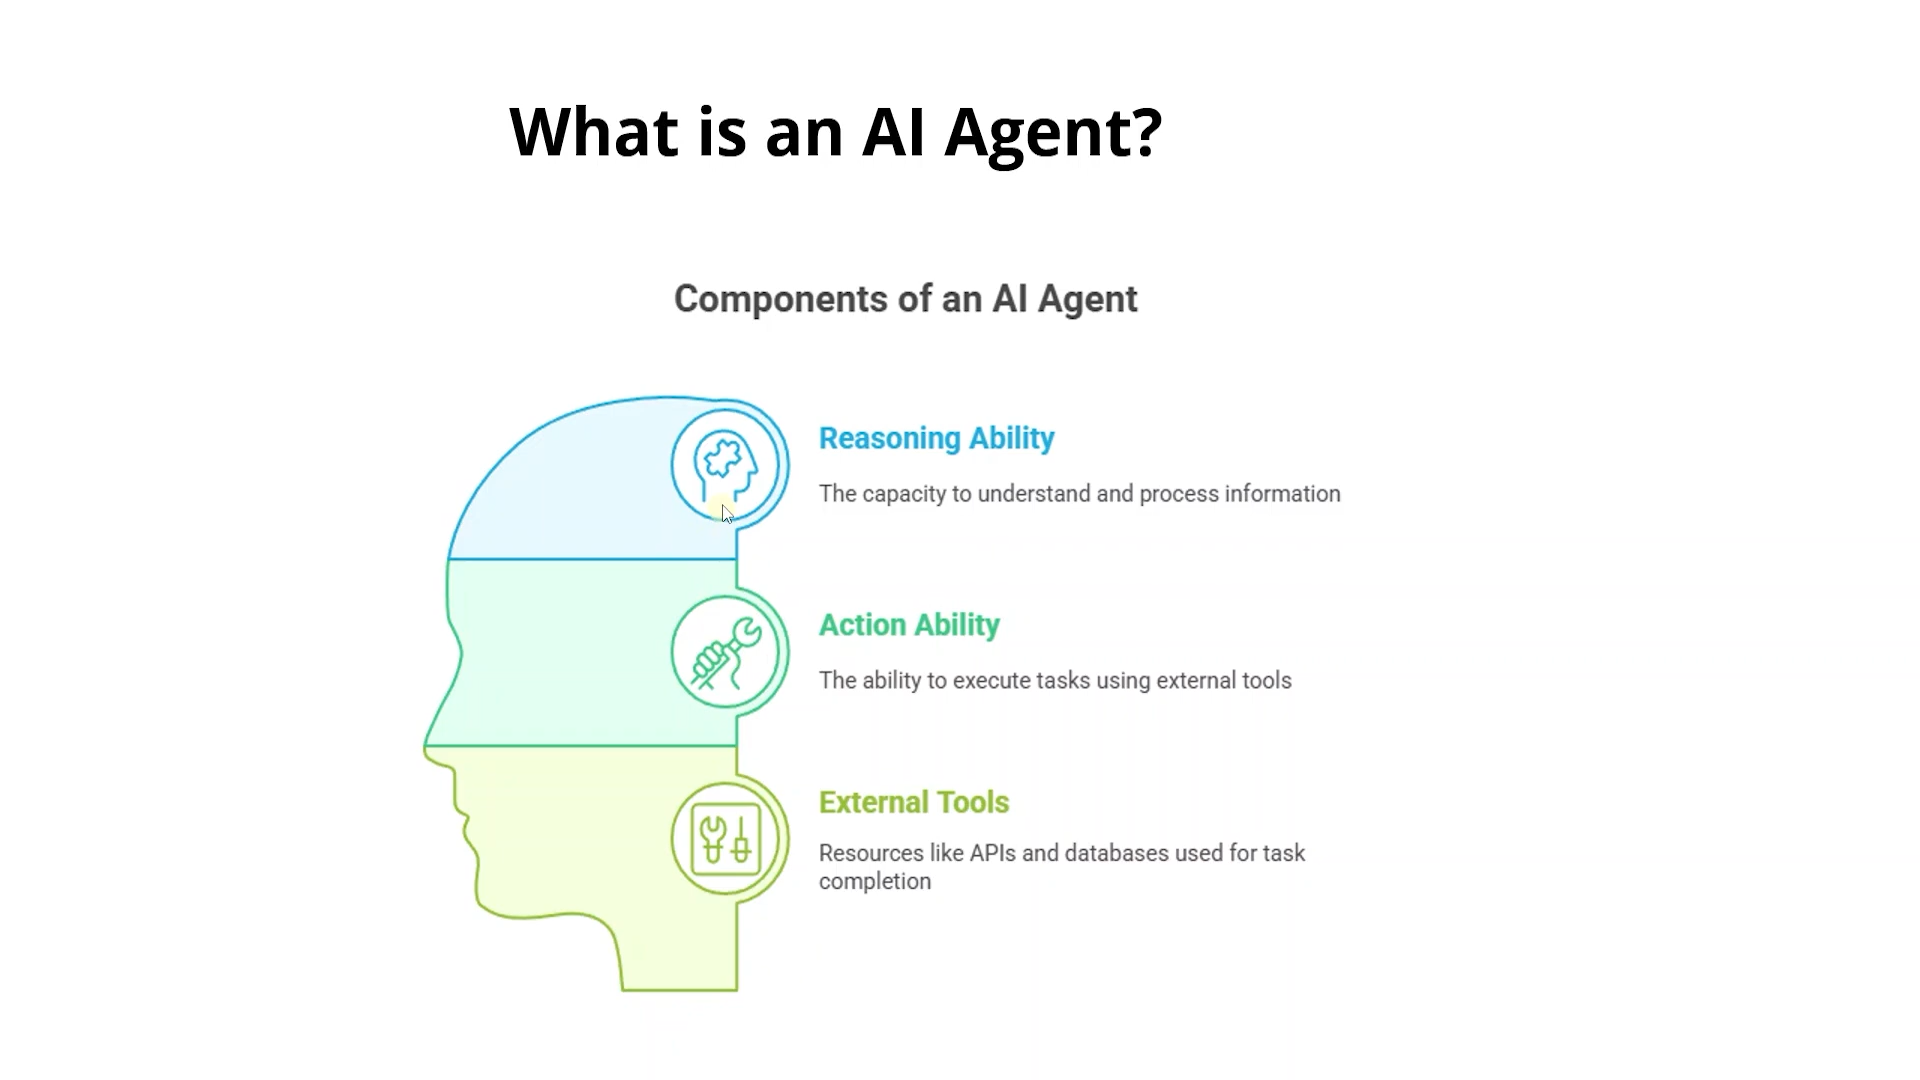 What is an AI Agent?
Components of an AI Agent
Reasoning Ability
The capacity to understand and process information
Action Ability
The ability to execute tasks using external tools
External Tools
Resources like APIs and databases used for task
completion